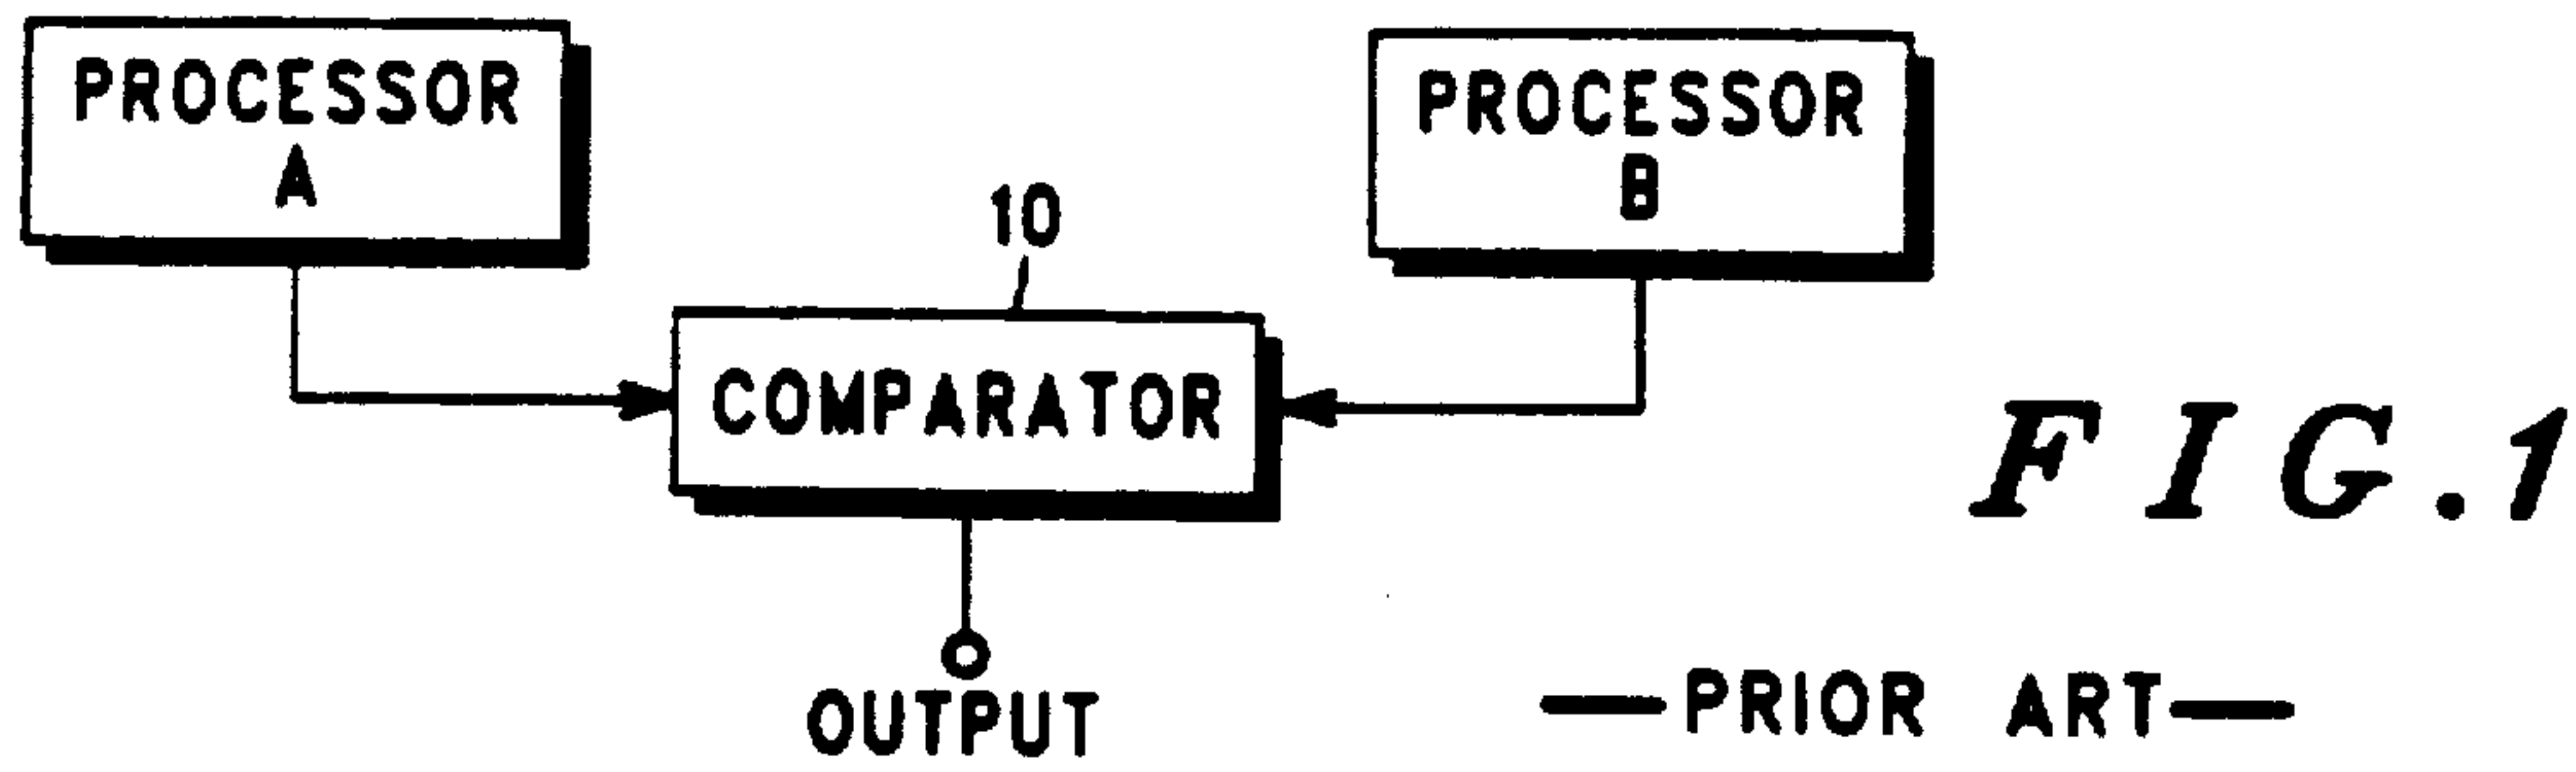 PROCESSOR
A
PROCESSOR
B
10
COMPARATOR
FIG.1
OUTPUT
—PRIOR ART—